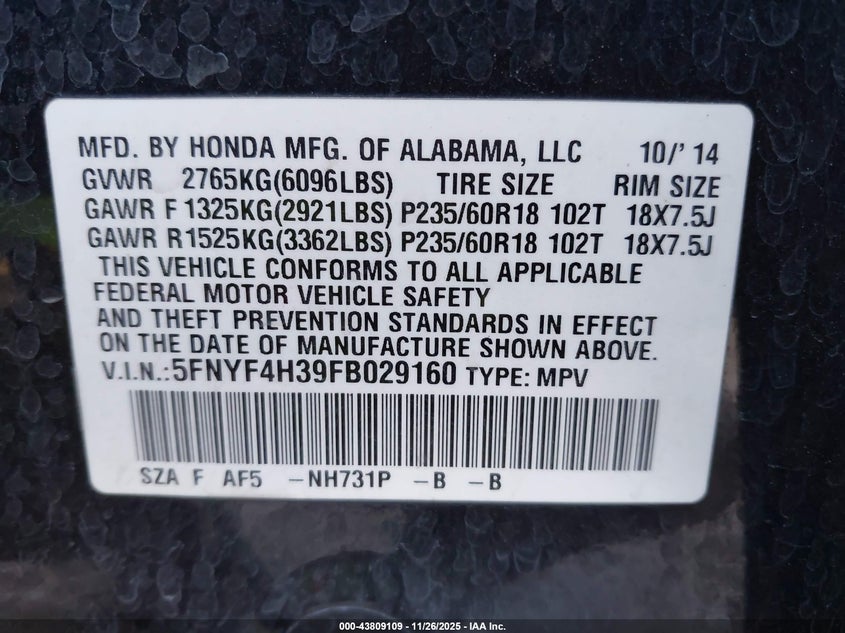 MFD. BY HONDA MFG. OF ALABAMA, LLC 10/' 14
GVWR 2765KG(6096LBS) TIRE SIZE RIM SIZE
GAWR F 1325KG(2921LBS) P235/60R18 102T 18X7.5J
GAWR R1525KG(3362LBS) P235/60R18 102T 18X7.5J
THIS VEHICLE CONFORMS TO ALL APPLICABLE
FEDERAL MOTOR VEHICLE SAFETY
AND THEFT PREVENTION STANDARDS IN EFFECT
ON THE DATE OF MANUFACTURE SHOWN ABOVE.
V.I.N.:5FNYF4H39FB029160 TYPE: MPV
SZA F AF5 -NH731P -B -B
000-43809109 - 11/26/2025 - IAA Inc.